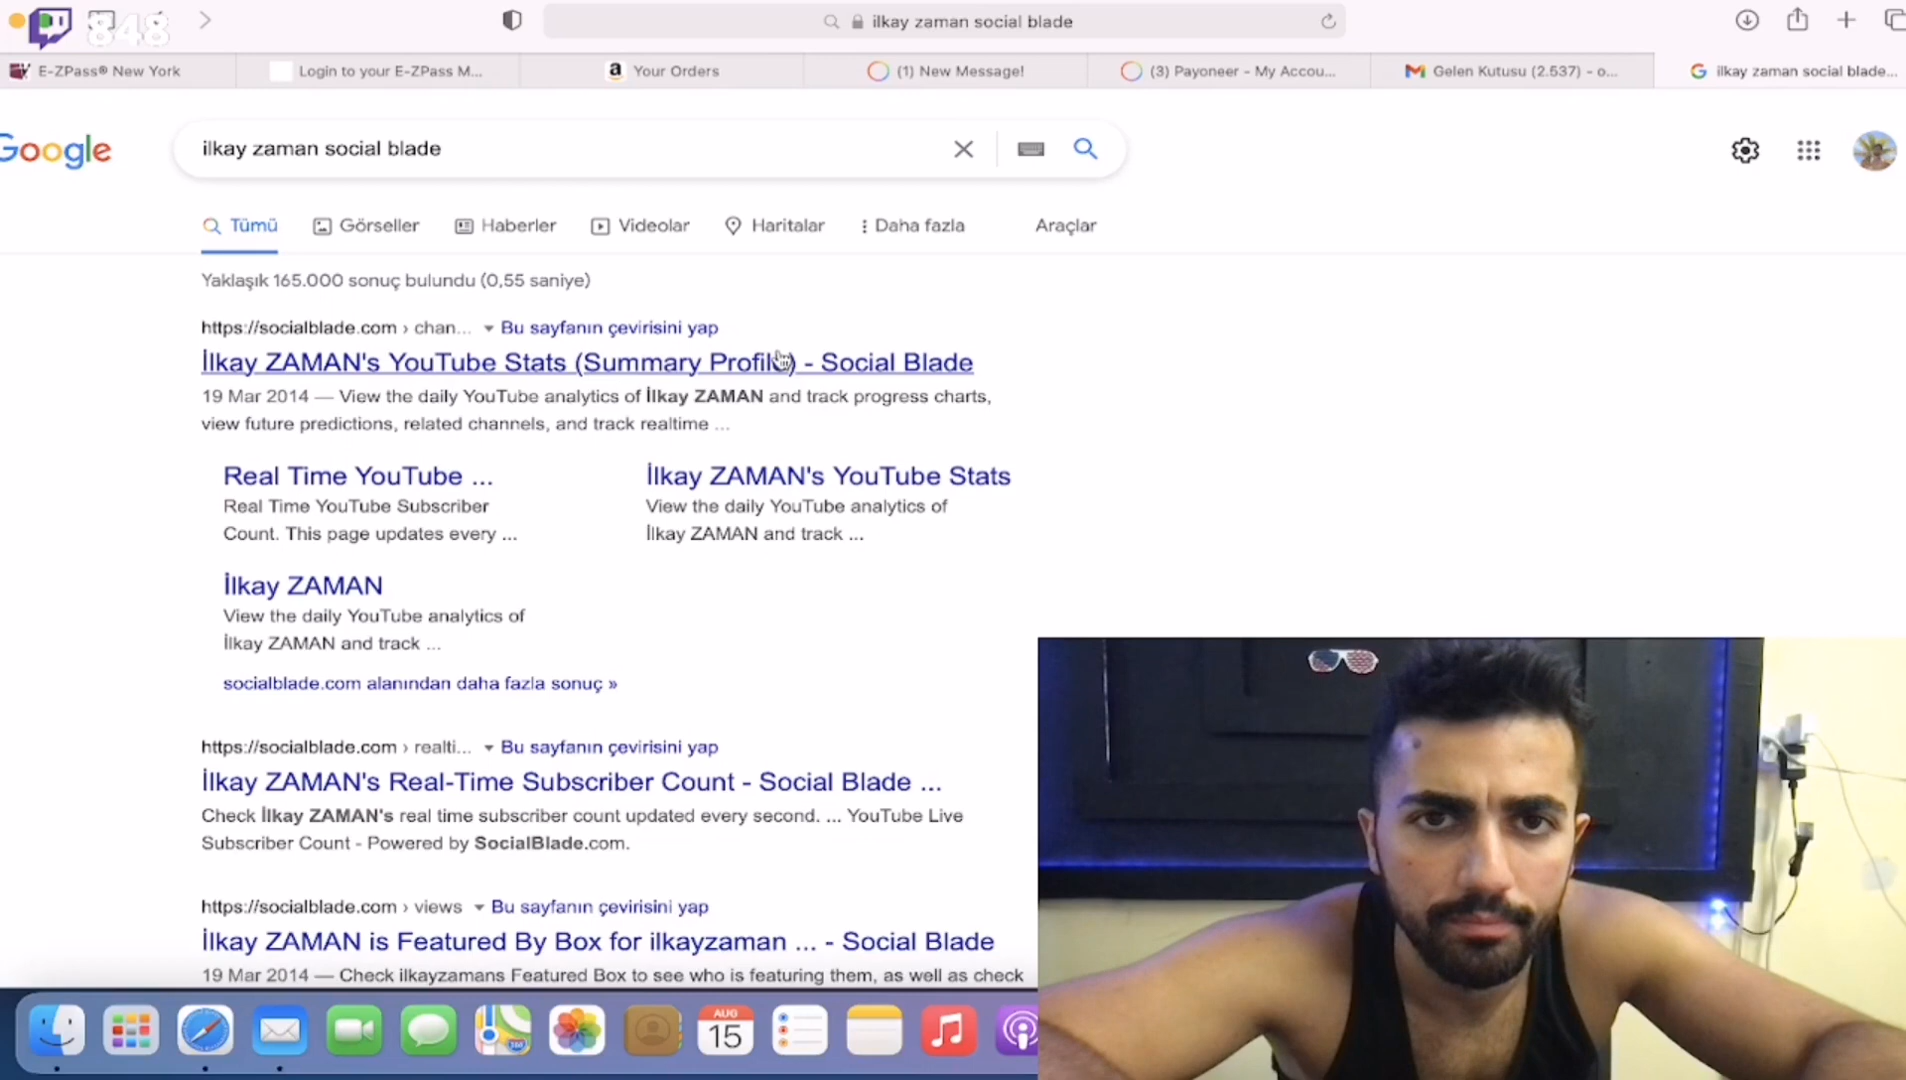 848
ilkay zaman social blade
E-ZPass® New York
Login to your E-ZPass M...
Your Orders
(1) New Message!
(3) Payoneer - My Accou...
Gelen Kutusu (2.537) - o...
ilkay zaman social blade...
Google
ilkay zaman social blade
Tümü
Görseller
Haberler
Videolar
Haritalar
Daha fazla
Araçlar
Yaklaşık 165.000 sonuç bulundu (0,55 saniye)
https://socialblade.com › chan... Bu sayfanın çevirisini yap
İlkay ZAMAN's YouTube Stats (Summary Profile) - Social Blade
19 Mar 2014 — View the daily YouTube analytics of İlkay ZAMAN and track progress charts,
view future predictions, related channels, and track realtime ...
Real Time YouTube ...
Real Time YouTube Subscriber
Count. This page updates every ...
İlkay ZAMAN's YouTube Stats
View the daily YouTube analytics of
İlkay ZAMAN and track ...
İlkay ZAMAN
View the daily YouTube analytics of
İlkay ZAMAN and track ...
socialblade.com alanından daha fazla sonuç »
https://socialblade.com › realti... Bu sayfanın çevirisini yap
İlkay ZAMAN's Real-Time Subscriber Count - Social Blade ...
Check İlkay ZAMAN's real time subscriber count updated every second. ... YouTube Live
Subscriber Count - Powered by SocialBlade.com.
https://socialblade.com › views Bu sayfanın çevirisini yap
İlkay ZAMAN is Featured By Box for ilkayzaman ... - Social Blade
19 Mar 2014 — Check ilkayzamans Featured Box to see who is featuring them, as well as check
AUG
15